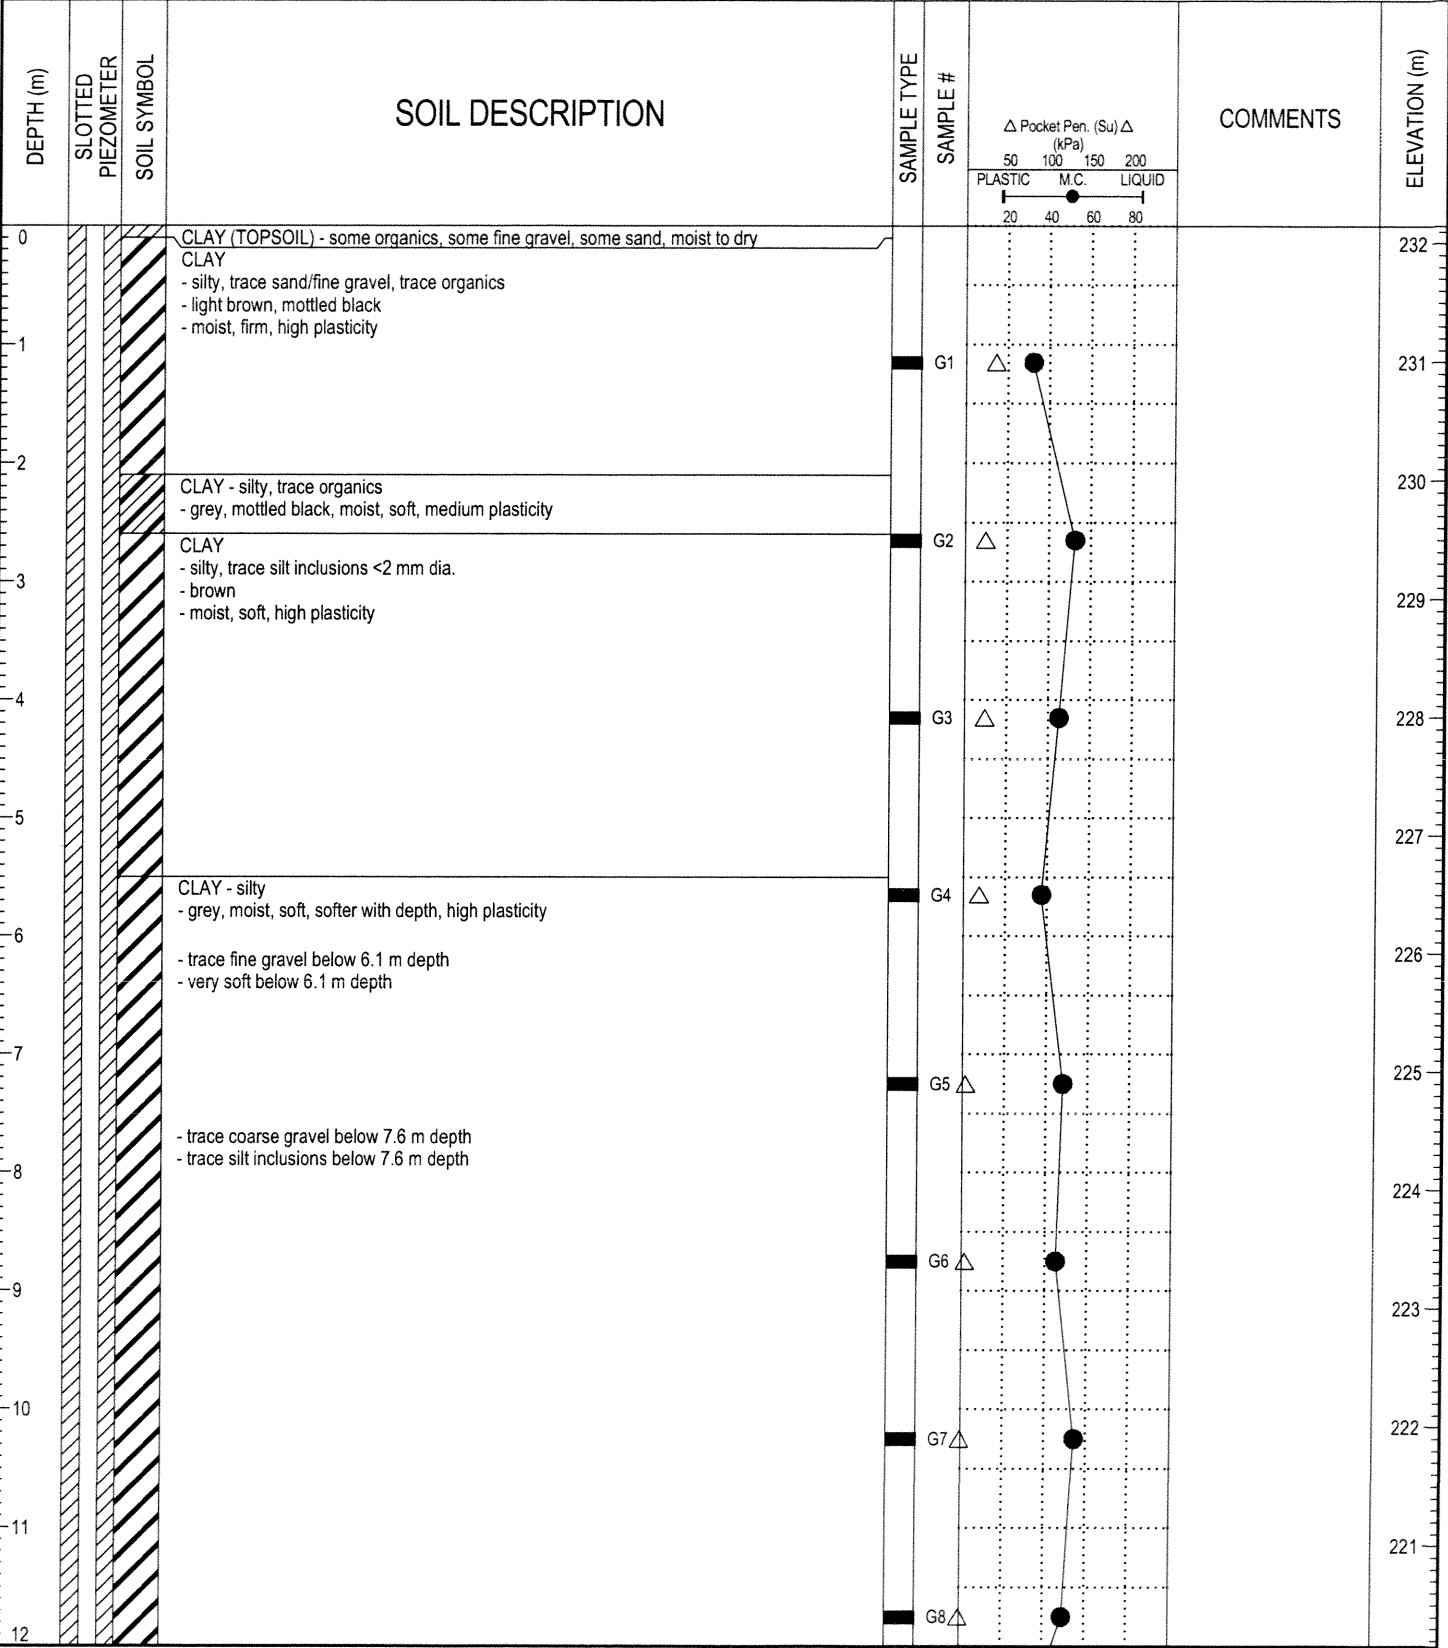 DEPTH (m)
SLOTTED
PIEZOMETER
SOIL SYMBOL
SOIL DESCRIPTION
SAMPLE TYPE
SAMPLE #
△ Pocket Pen. (Su) △
(kPa)
50 100 150 200
PLASTIC M.C. LIQUID
20 40 60 80
COMMENTS
ELEVATION (m)
0
CLAY (TOPSOIL) - some organics, some fine gravel, some sand, moist to dry
232
CLAY
- silty, trace sand/fine gravel, trace organics
- light brown, mottled black
- moist, firm, high plasticity
1
G1
231
2
230
CLAY - silty, trace organics
- grey, mottled black, moist, soft, medium plasticity
G2
CLAY
- silty, trace silt inclusions <2 mm dia.
3
- brown
229
- moist, soft, high plasticity
4
G3
228
5
227
CLAY - silty
G4
- grey, moist, soft, softer with depth, high plasticity
6
226
- trace fine gravel below 6.1 m depth
- very soft below 6.1 m depth
7
225
G5
- trace coarse gravel below 7.6 m depth
- trace silt inclusions below 7.6 m depth
8
224
G6
9
223
10
222
G7
11
221
G8
12